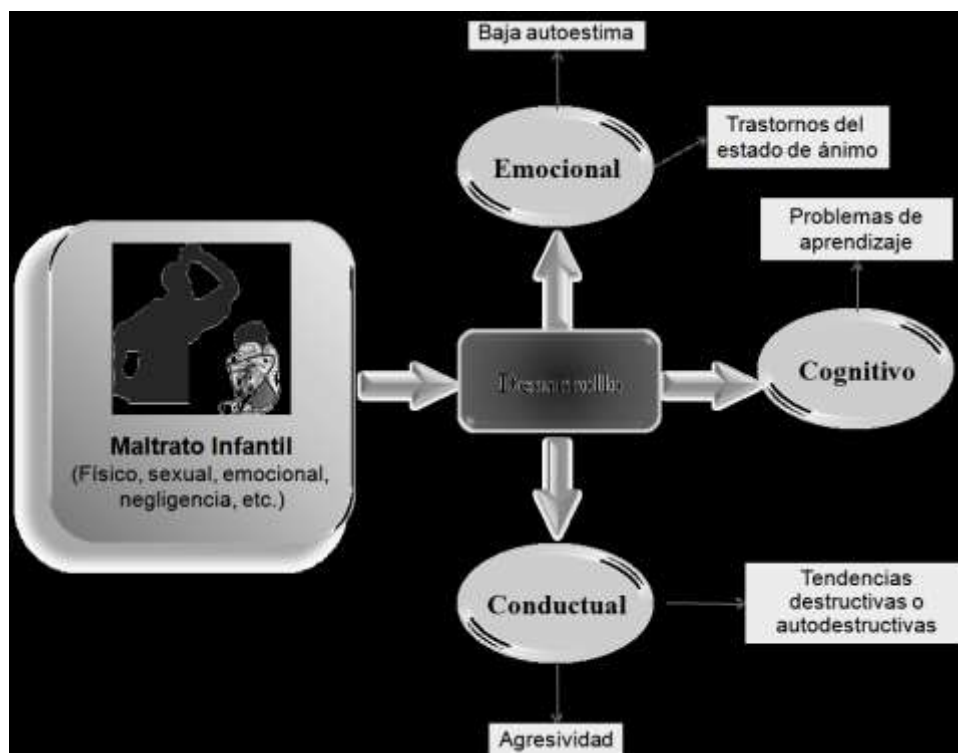 Baja autoestima
Emocional
Trastornos del
estado de ánimo
Problemas de
aprendizaje
Maltrato Infantil
(Físico, sexual, emocional,
negligencia, etc.)
Desarrollo
Cognitivo
Conductual
Tendencias
destructivas o
autodestructivas
Agresividad